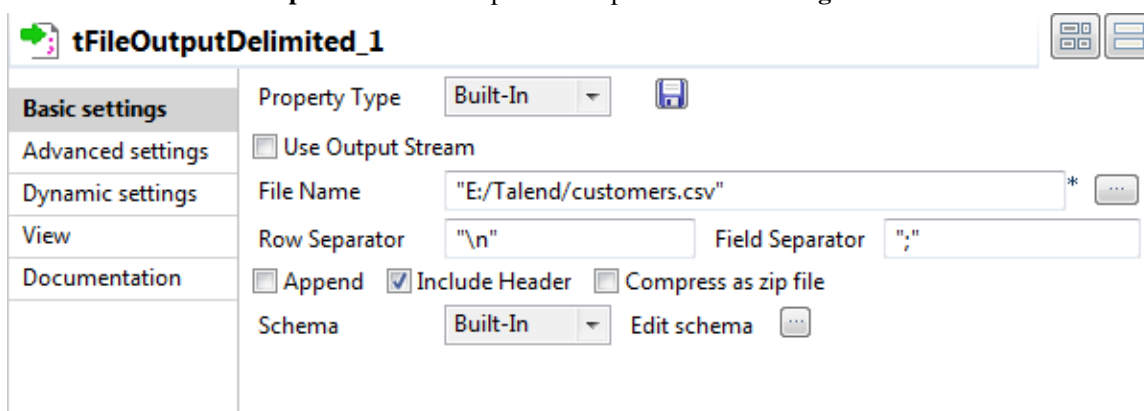 tFileOutputDelimited_1
Basic settings
Advanced settings
Dynamic settings
View
Documentation
Property Type Built-In
Use Output Stream
File Name "E:/Talend/customers.csv" * ...
Row Separator "\n" Field Separator ";"
Append Include Header Compress as zip file
Schema Built-In Edit schema ...